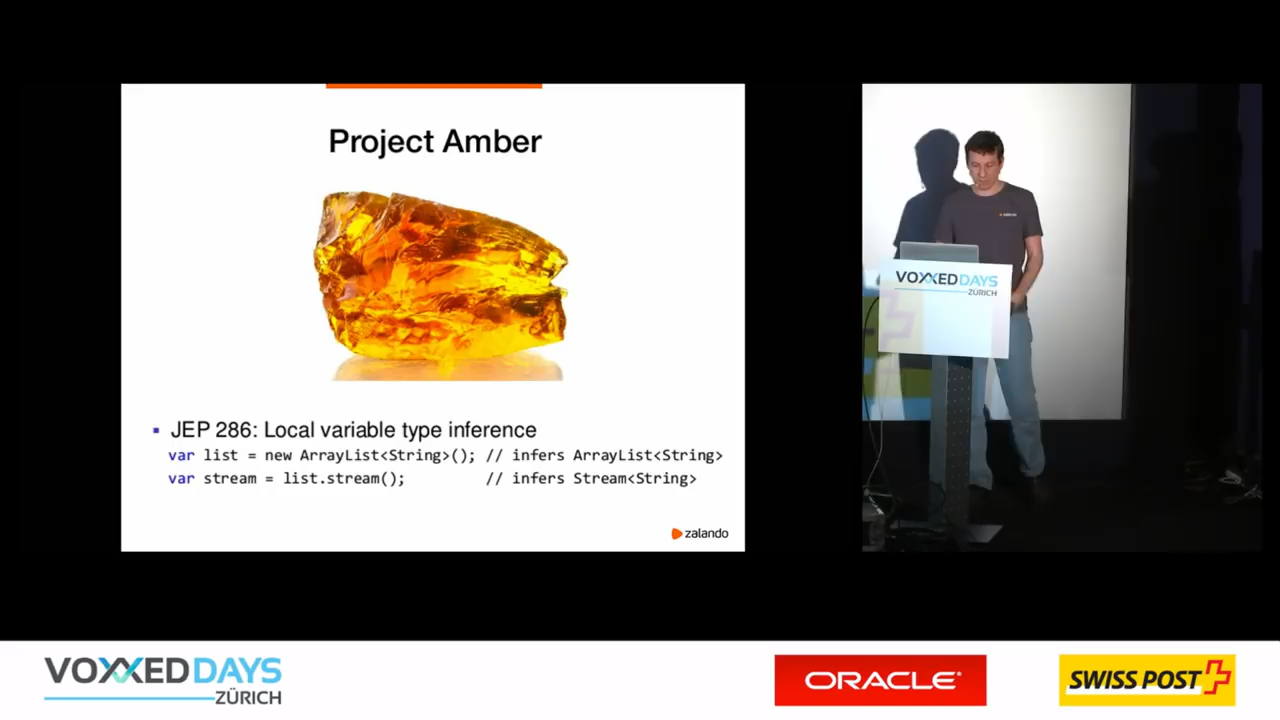 Project Amber
▪ JEP 286: Local variable type inference
var list = new ArrayList<String>(); // infers ArrayList<String>
var stream = list.stream(); // infers Stream<String>
zalando
VOXXED DAYS
ZÜRICH
VOXXED DAYS
ZÜRICH
ORACLE®
SWISS POST